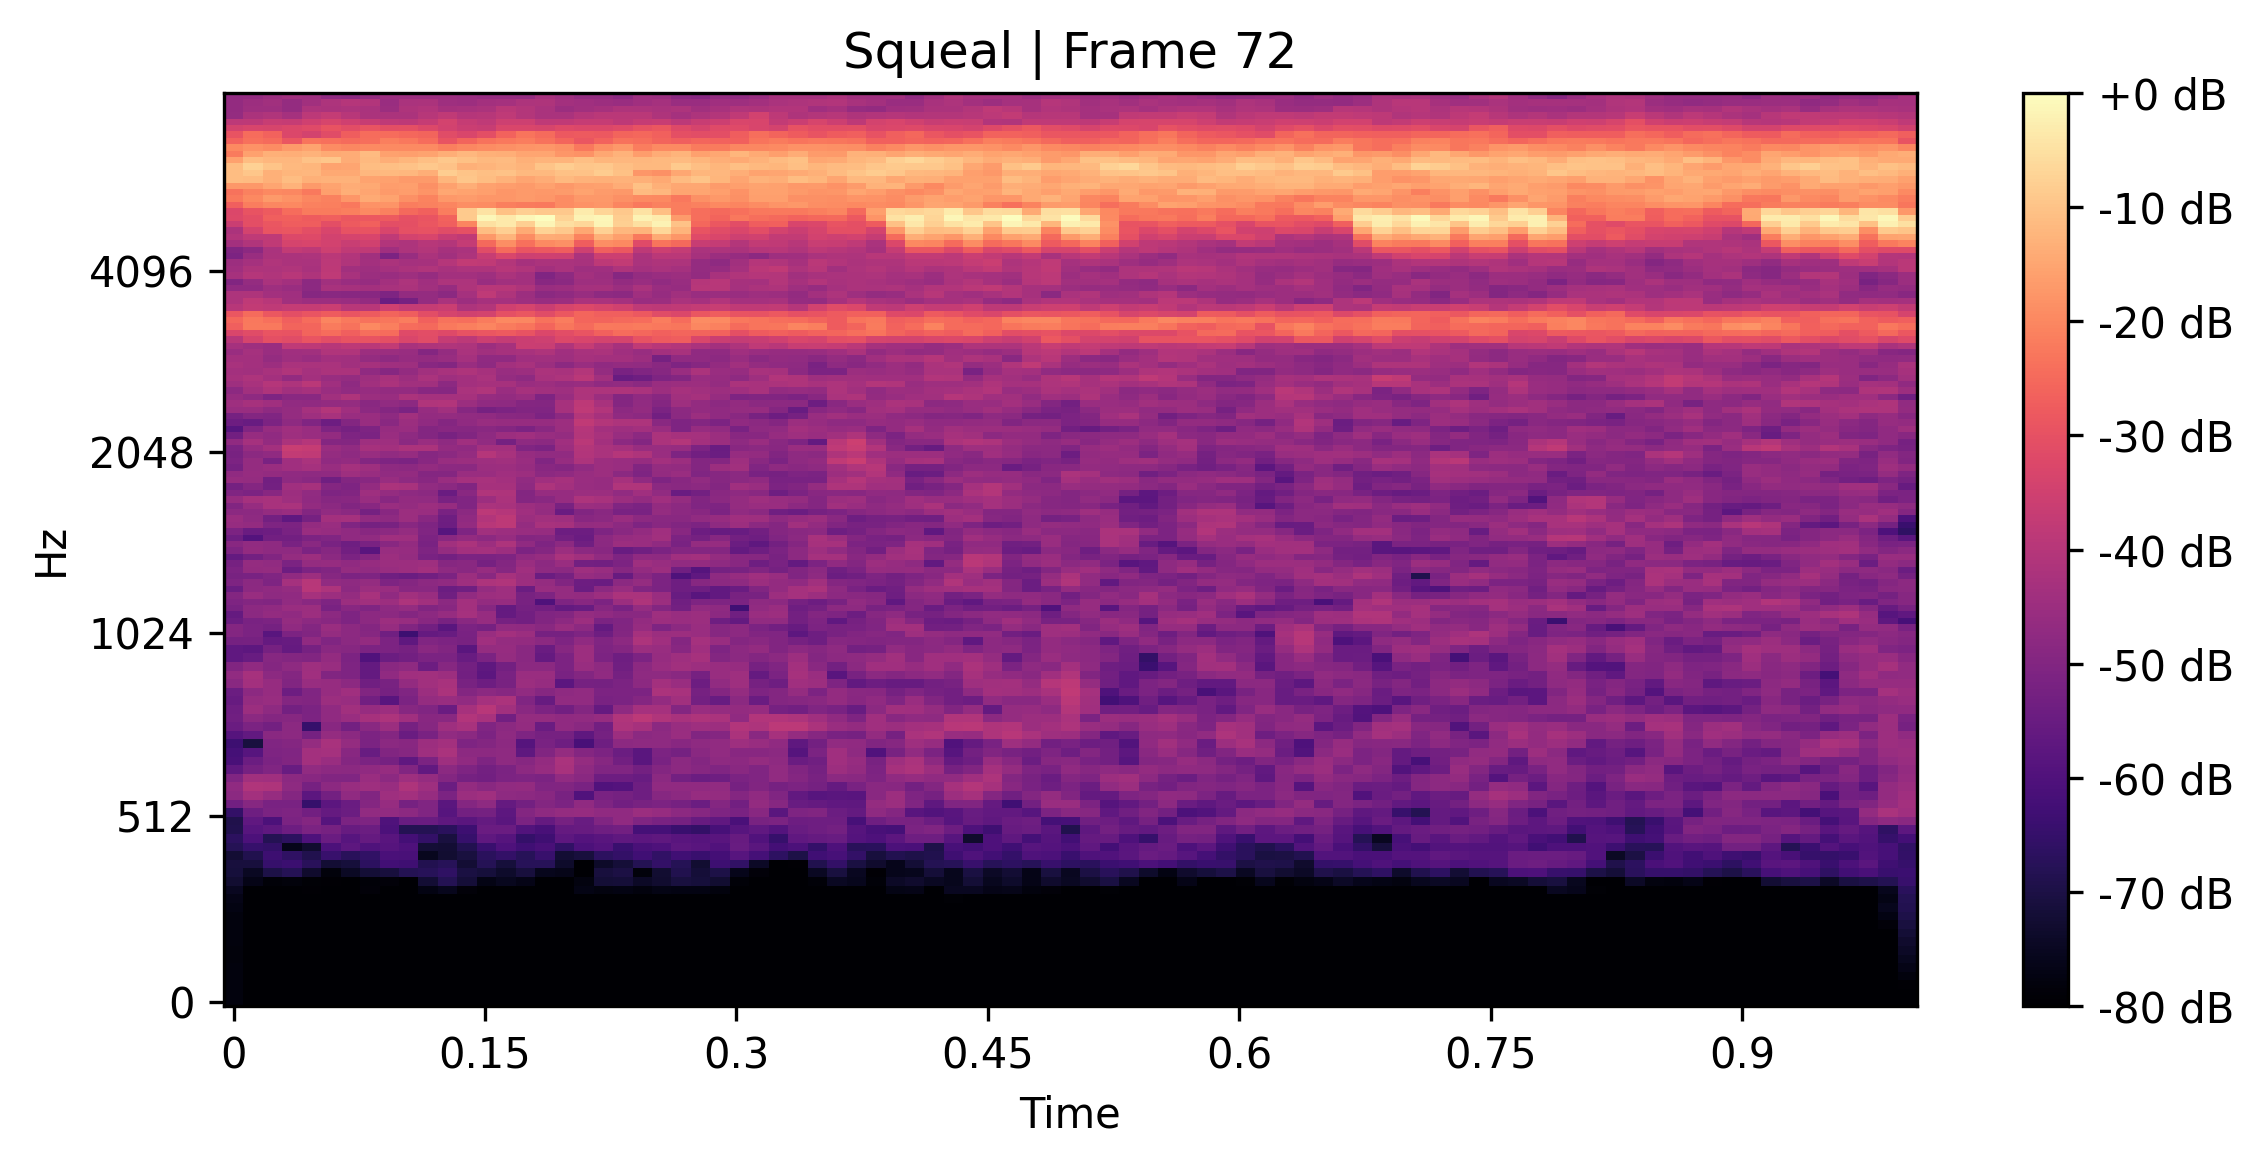 Squeal | Frame 72
Hz
4096
2048
1024
512
0
0 0.15 0.3 0.45 0.6 0.75 0.9
Time
+0 dB
-10 dB
-20 dB
-30 dB
-40 dB
-50 dB
-60 dB
-70 dB
-80 dB